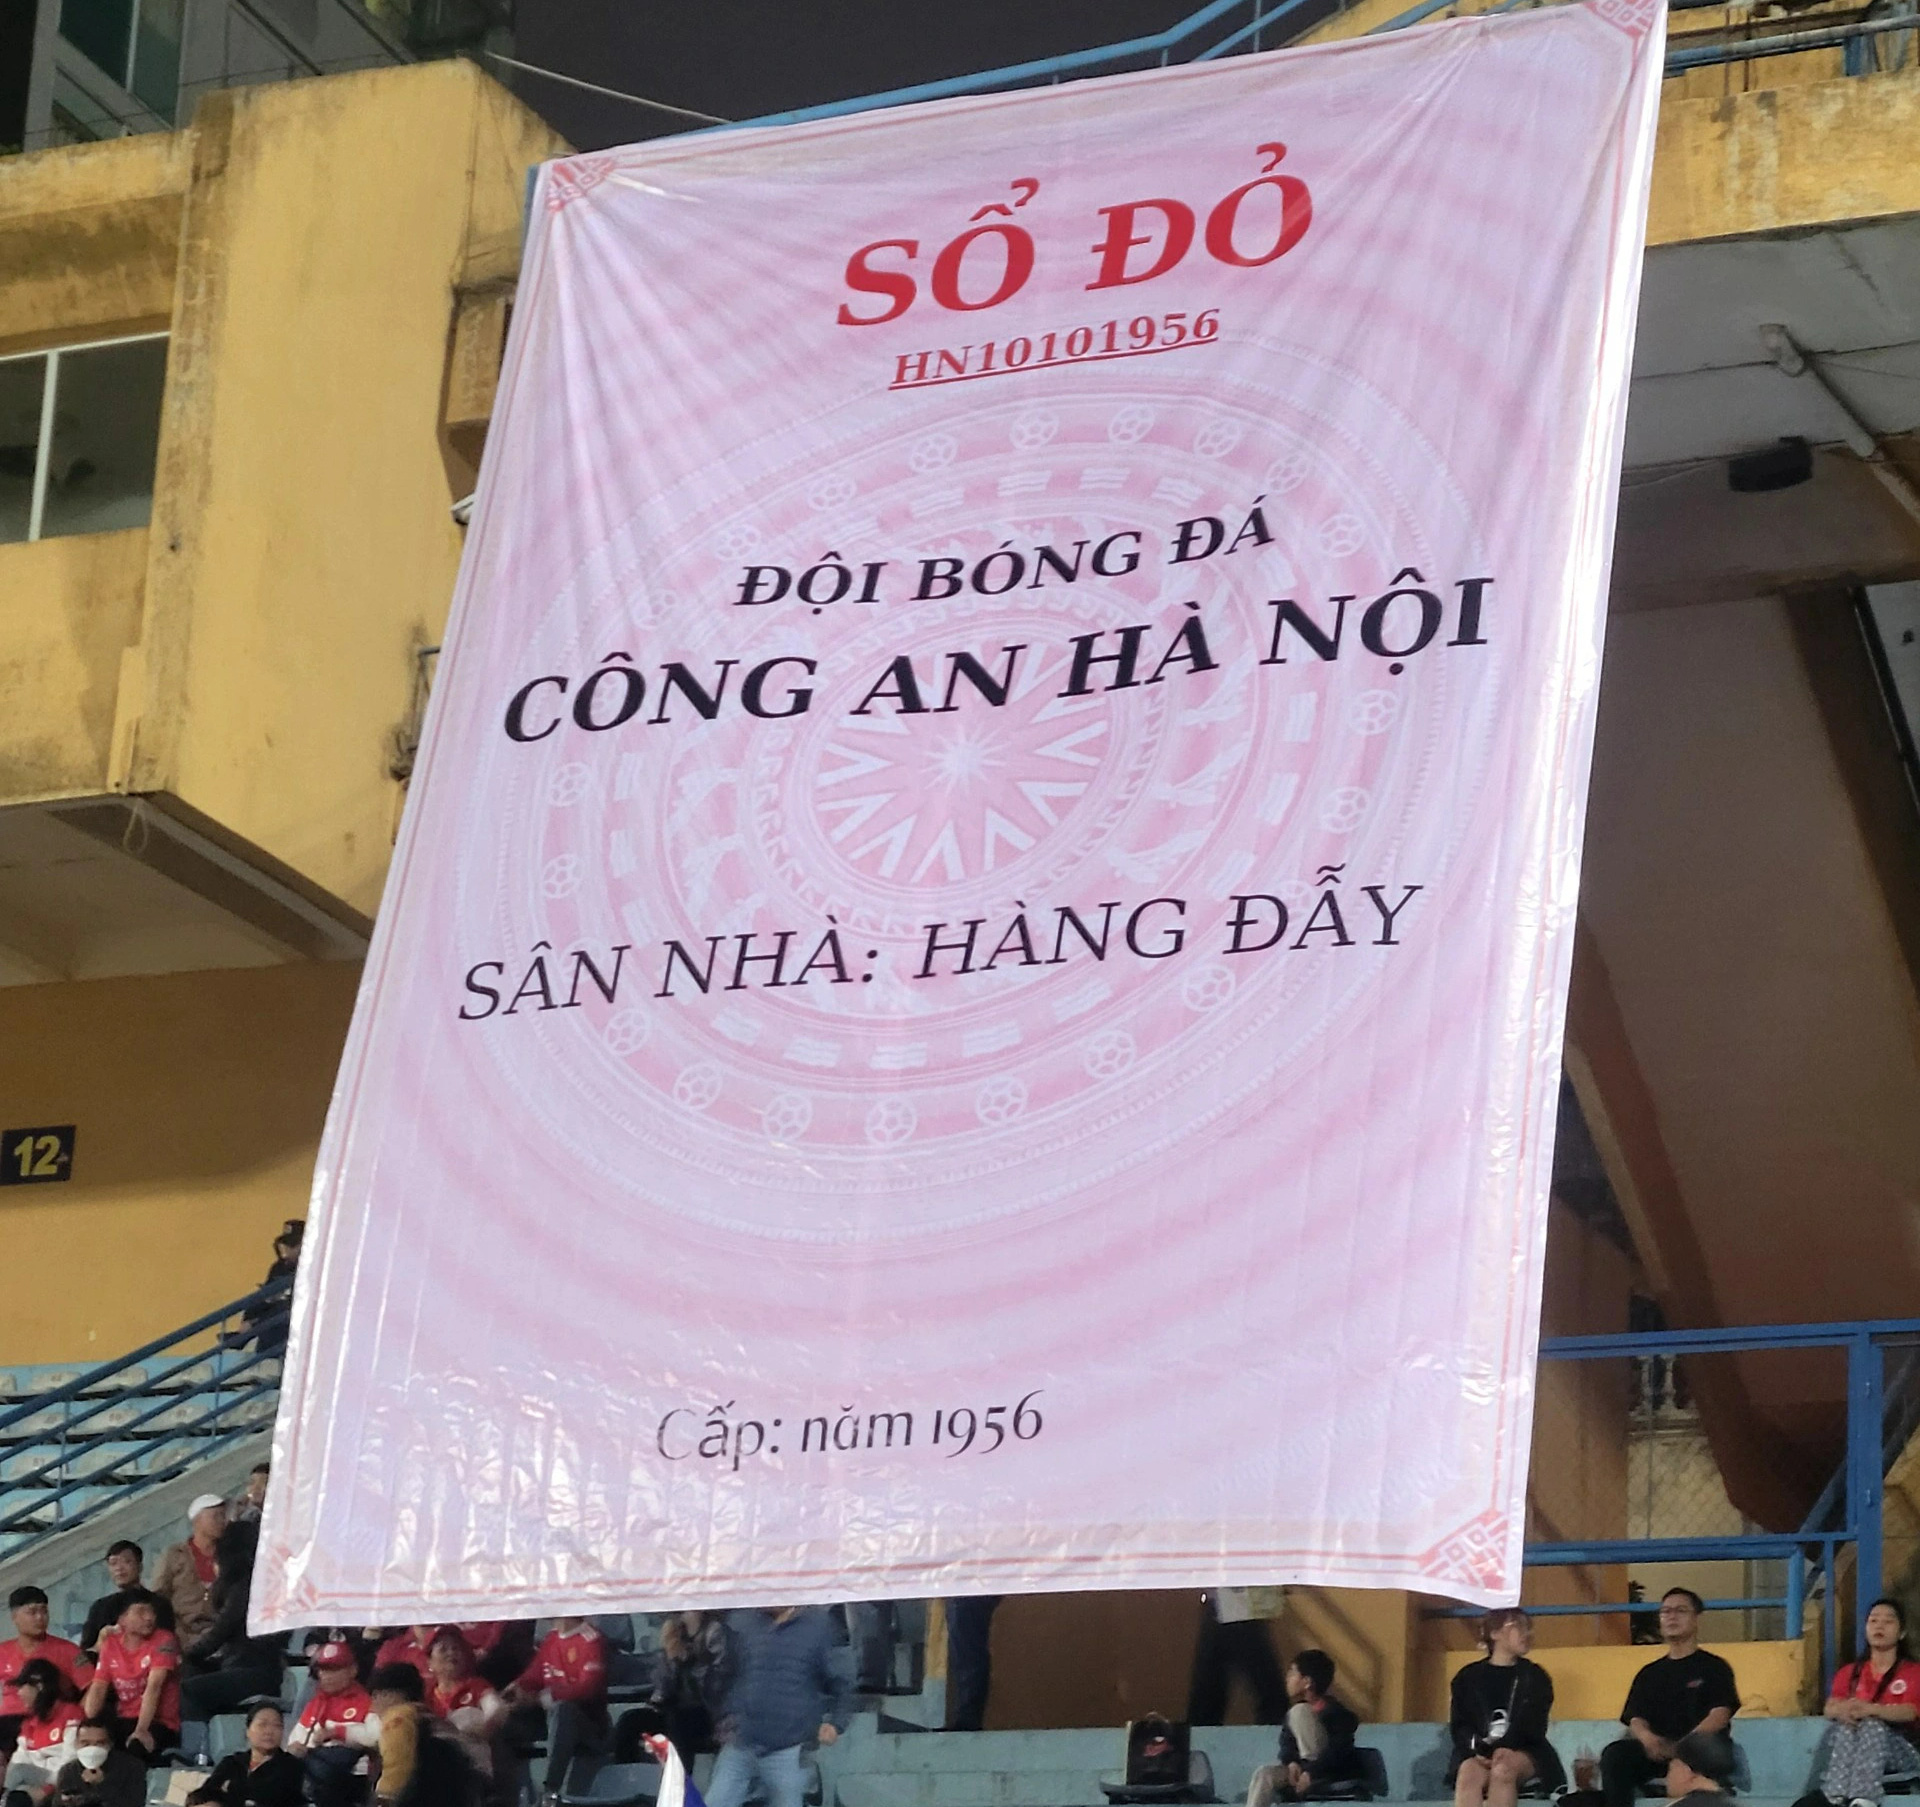 SỔ ĐỎ
HN10101956
ĐỘI BÓNG ĐÁ
CÔNG AN HÀ NỘI
SÂN NHÀ: HÀNG ĐẪY
Cấp: năm 1956
12